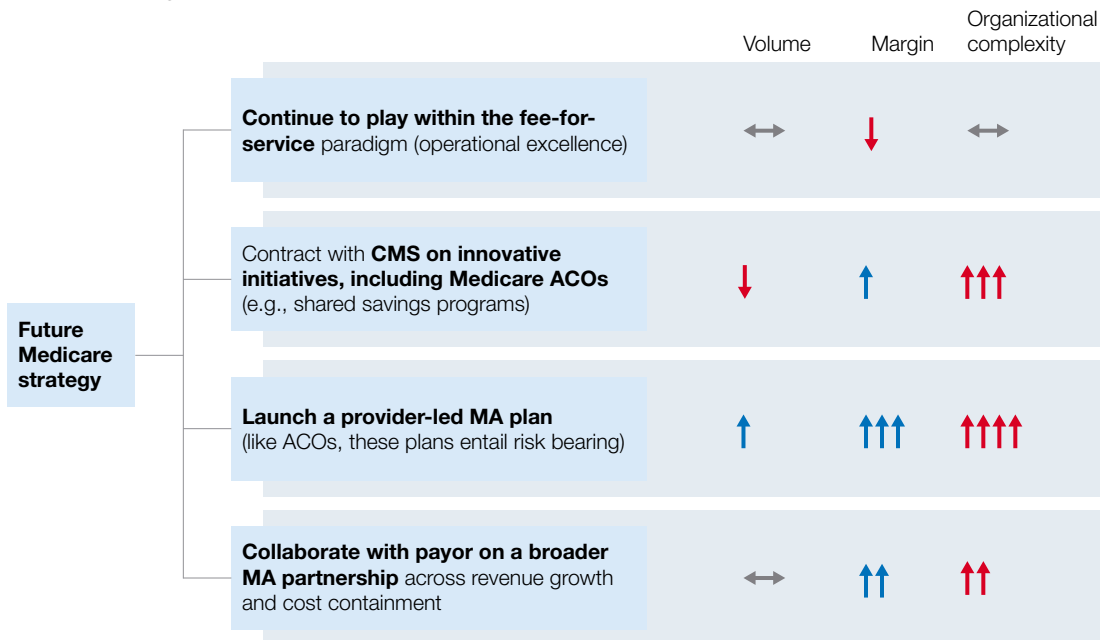 Volume
Margin
Organizational
complexity
Continue to play within the fee-for-
service paradigm (operational excellence)
Contract with CMS on innovative
initiatives, including Medicare ACOs
(e.g., shared savings programs)
Future
Medicare
strategy
Launch a provider-led MA plan
(like ACOs, these plans entail risk bearing)
Collaborate with payor on a broader
MA partnership across revenue growth
and cost containment